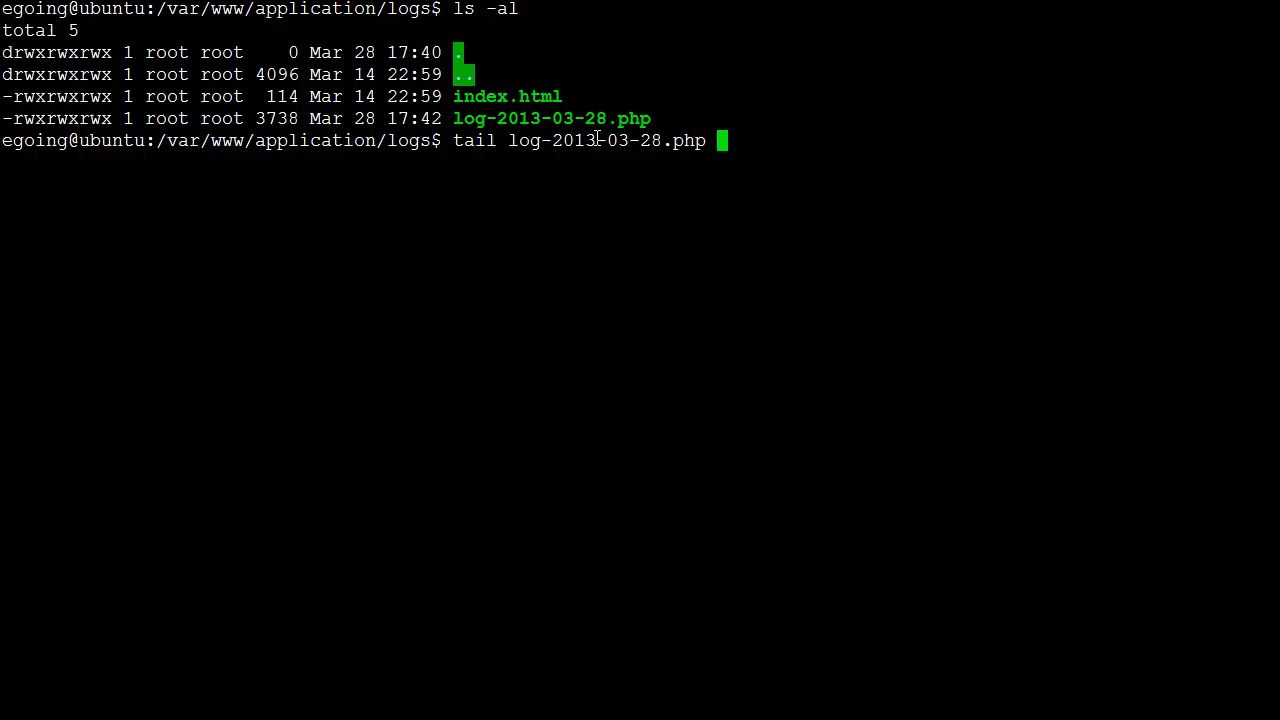 egoing@ubuntu:/var/www/application/logs$ ls -al
total 5
drwxrwxrwx 1 root root    0 Mar 28 17:40 .
drwxrwxrwx 1 root root 4096 Mar 14 22:59 ..
-rwxrwxrwx 1 root root  114 Mar 14 22:59 index.html
-rwxrwxrwx 1 root root 3738 Mar 28 17:42 log-2013-03-28.php
egoing@ubuntu:/var/www/application/logs$ tail log-2013-03-28.php